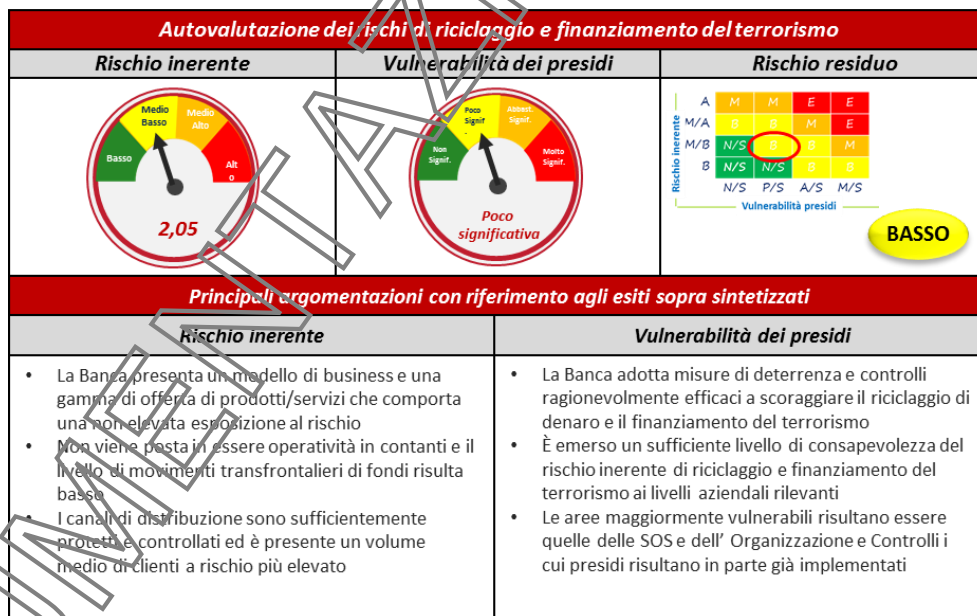 Autovalutazione dei rischi di riciclaggio e finanziamento del terrorismo
Rischio inerente
Vulnerabilità dei presidi
Rischio residuo
Basso
Medio
Basso
Medio
Alto
Alt
o
2,05
Non
Signif.
Poco
Signif
.
Abbast.
Signif.
Molto
Signif.
Poco
significativa
Rischio inerente
A M M E E
M/A B B M E
M/B N/S B B M
B N/S N/S B B
N/S P/S A/S M/S
Vulnerabilità presidi
BASSO
Principali argomentazioni con riferimento agli esiti sopra sintetizzati
Rischio inerente
Vulnerabilità dei presidi
• La Banca presenta un modello di business e una
gamma di offerta di prodotti/servizi che comporta
una non elevata esposizione al rischio
• Non viene posta in essere operatività in contanti e il
livello di movimenti transfrontalieri di fondi risulta
basso
• I canali di distribuzione sono sufficientemente
protetti e controllati ed è presente un volume
medio di clienti a rischio più elevato
• La Banca adotta misure di deterrenza e controlli
ragionevolmente efficaci a scoraggiare il riciclaggio di
denaro e il finanziamento del terrorismo
• È emerso un sufficiente livello di consapevolezza del
rischio inerente di riciclaggio e finanziamento del
terrorismo ai livelli aziendali rilevanti
• Le aree maggiormente vulnerabili risultano essere
quelle delle SOS e dell’ Organizzazione e Controlli i
cui presidi risultano in parte già implementati